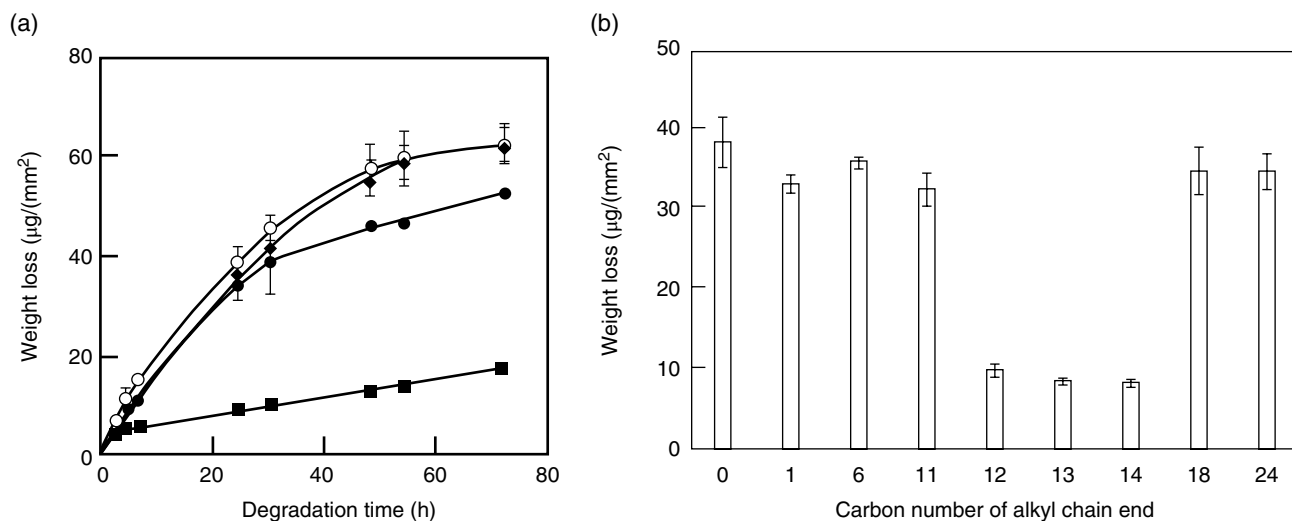 (a)
80
60
40
20
0
0 20 40 60 80
Weight loss (μg/(mm²)
Degradation time (h)
(b)
50
40
30
20
10
0
0 1 6 11 12 13 14 18 24
Weight loss (μg/(mm²)
Carbon number of alkyl chain end